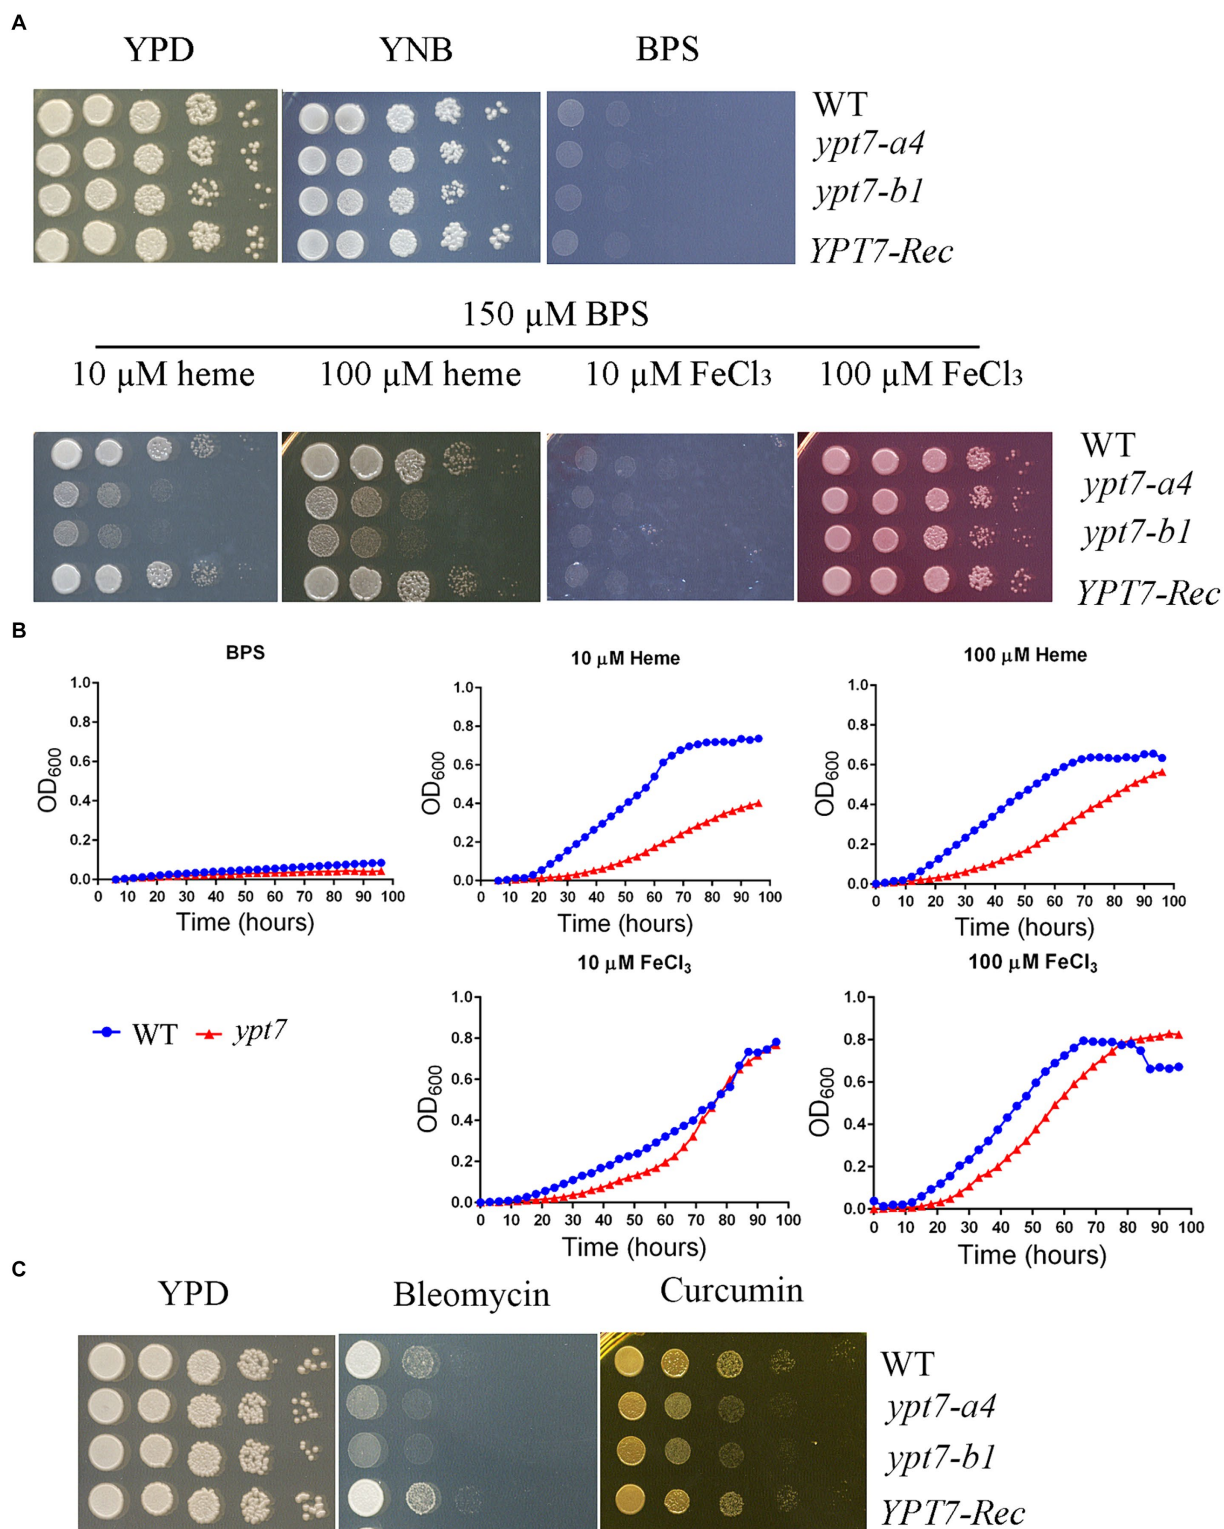 A
YPD YNB BPS
WT
ypt7-a4
ypt7-b1
YPT7-Rec
150 µM BPS
10 µM heme 100 µM heme 10 µM FeCl3 100 µM FeCl3
WT
ypt7-a4
ypt7-b1
YPT7-Rec
B
BPS
1.0
0.8
0.6
0.4
0.2
0.0
OD600
0 10 20 30 40 50 60 70 80 90 100
Time (hours)
10 µM Heme
1.0
0.8
0.6
0.4
0.2
0.0
OD600
0 10 20 30 40 50 60 70 80 90 100
Time (hours)
100 µM Heme
1.0
0.8
0.6
0.4
0.2
0.0
OD600
0 10 20 30 40 50 60 70 80 90 100
Time (hours)
WT ypt7
10 µM FeCl3
1.0
0.8
0.6
0.4
0.2
0.0
OD600
0 10 20 30 40 50 60 70 80 90 100
Time (hours)
100 µM FeCl3
1.0
0.8
0.6
0.4
0.2
0.0
OD600
0 10 20 30 40 50 60 70 80 90 100
Time (hours)
C
YPD Bleomycin Curcumin
WT
ypt7-a4
ypt7-b1
YPT7-Rec